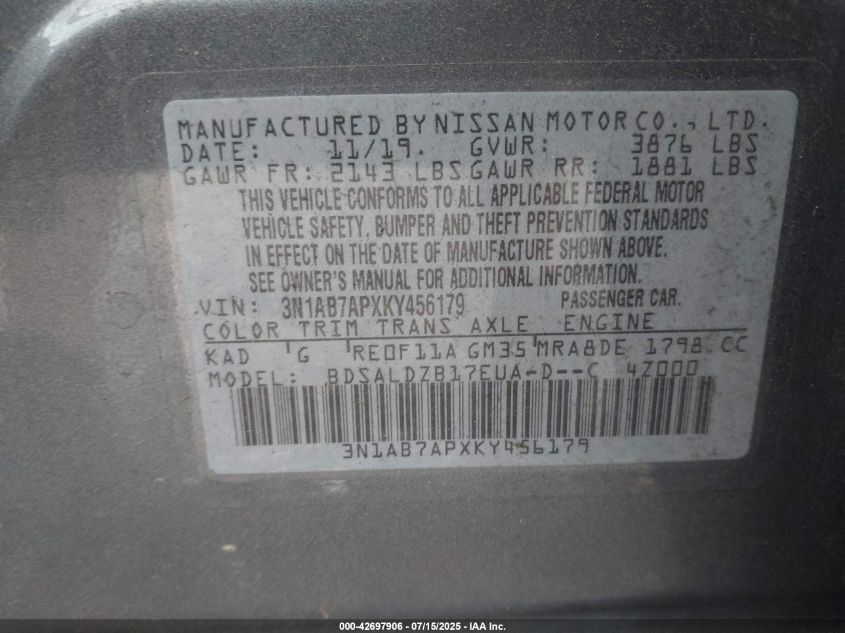 MANUFACTURED BY NISSAN MOTOR CO., LTD.
DATE: 11/19. GVWR: 3876 LBS
GAWR FR: 2143 LBS GAWR RR: 1881 LBS
THIS VEHICLE CONFORMS TO ALL APPLICABLE FEDERAL MOTOR
VEHICLE SAFETY, BUMPER AND THEFT PREVENTION STANDARDS
IN EFFECT ON THE DATE OF MANUFACTURE SHOWN ABOVE.
SEE OWNER'S MANUAL FOR ADDITIONAL INFORMATION.
VIN: 3N1AB7APXKY456179 PASSENGER CAR.
COLOR TRIM TRANS AXLE ENGINE
KAD G RE0F11A GM35 MRA8DE 1798 CC
MODEL: BDSALDZB17EUA-D--C 4Z000
3N1AB7APXKY456179
000-42697906 - 07/15/2025 - IAA Inc.